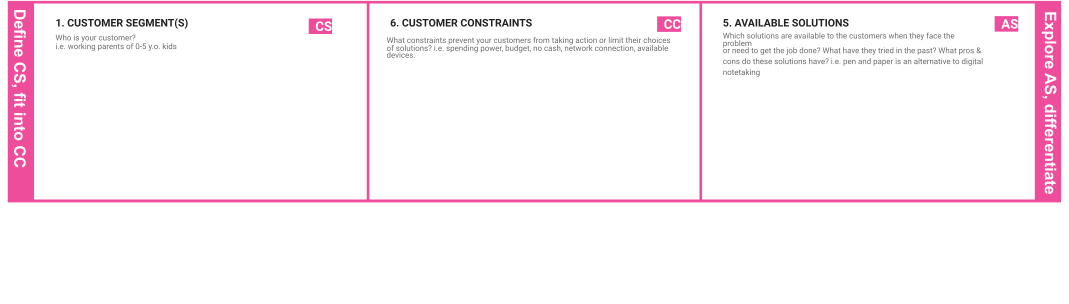 Define CS, fit into CC
1. CUSTOMER SEGMENT(S)
CS
Who is your customer?
i.e. working parents of 0-5 y.o. kids
6. CUSTOMER CONSTRAINTS
CC
What constraints prevent your customers from taking action or limit their choices
of solutions? i.e. spending power, budget, no cash, network connection, available
devices.
5. AVAILABLE SOLUTIONS
AS
Which solutions are available to the customers when they face the
problem
or need to get the job done? What have they tried in the past? What pros &
cons do these solutions have? i.e. pen and paper is an alternative to digital
notetaking
Explore AS, differentiate